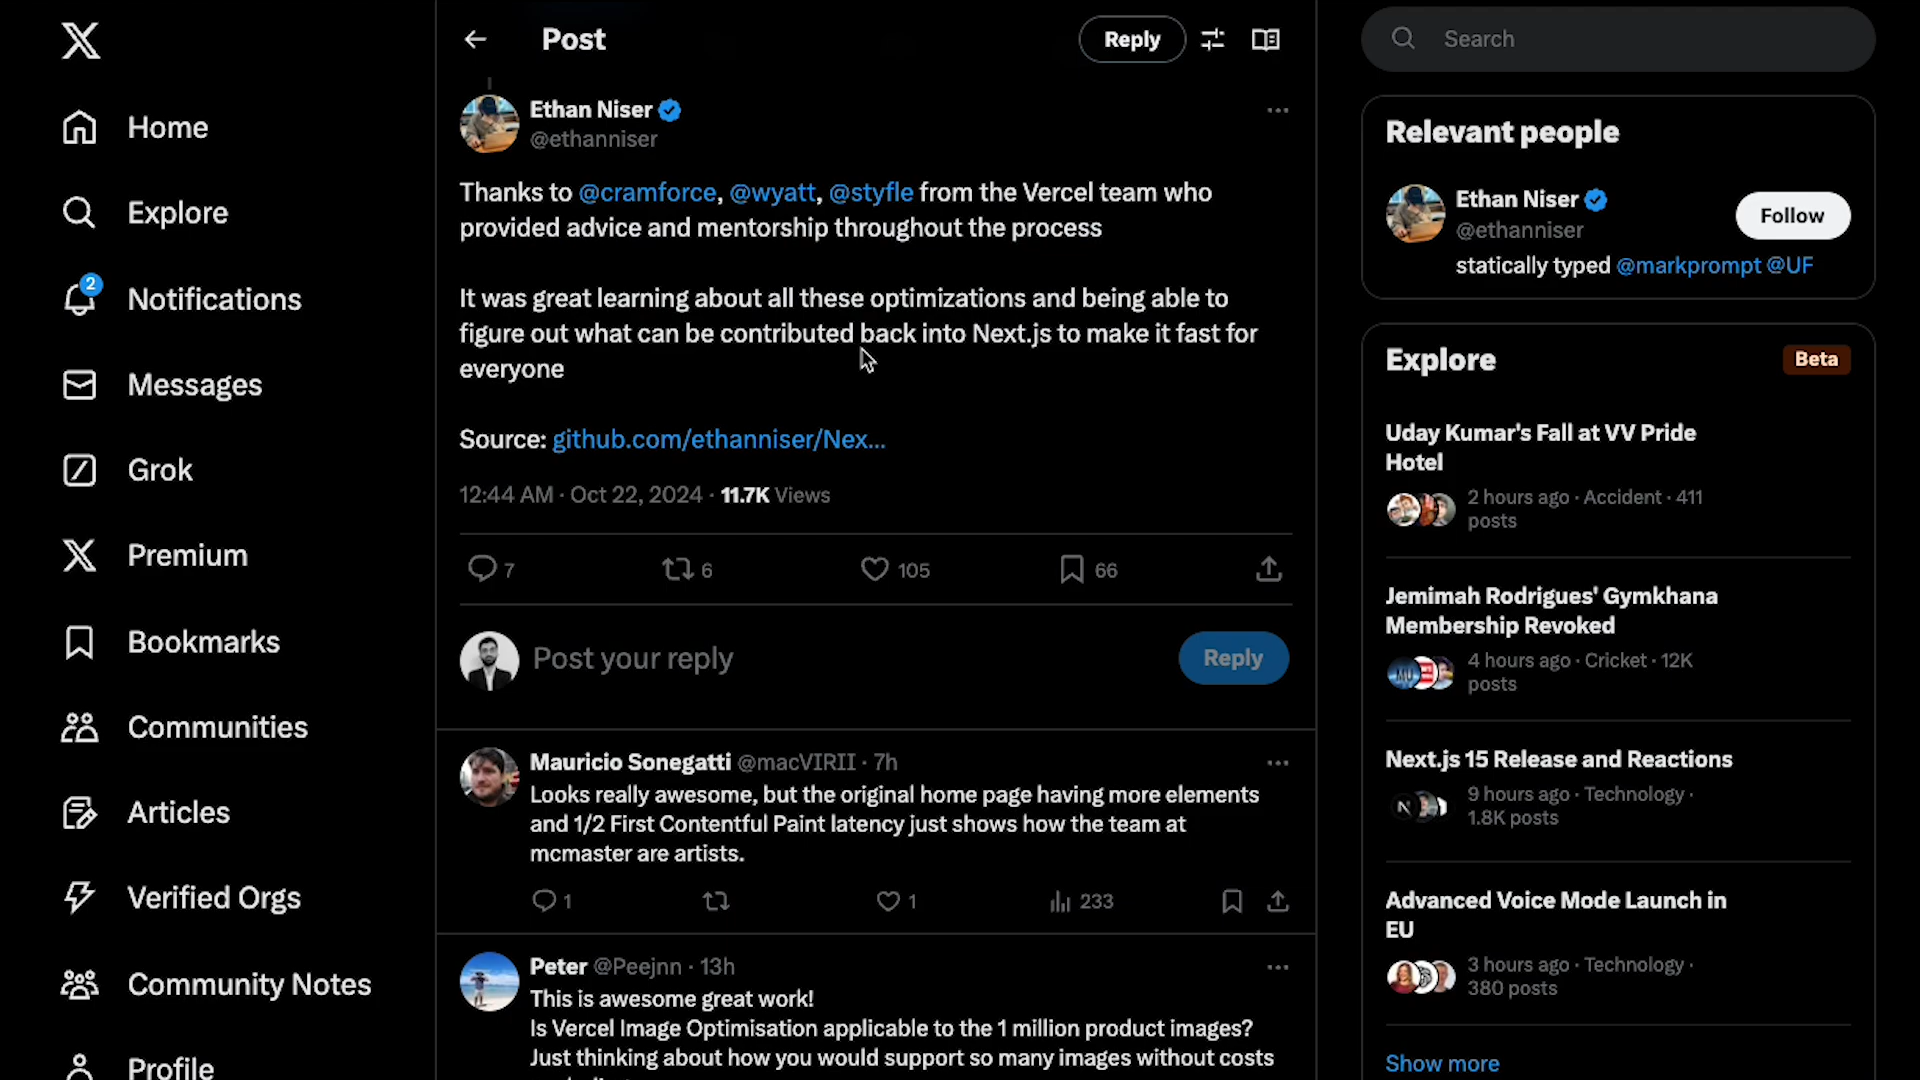 Home
Explore
2
Notifications
Messages
Grok
Premium
Bookmarks
Communities
Articles
Verified Orgs
Community Notes
Profile
Post
Reply
Ethan Niser
@ethanniser
Thanks to @cramforce, @wyatt, @styfle from the Vercel team who
provided advice and mentorship throughout the process
It was great learning about all these optimizations and being able to
figure out what can be contributed back into Next.js to make it fast for
everyone
Source: github.com/ethanniser/Nex...
12:44 AM · Oct 22, 2024 · 11.7K Views
7 6 105 66
Post your reply
Reply
Mauricio Sonegatti @macVIRII · 7h
Looks really awesome, but the original home page having more elements
and 1/2 First Contentful Paint latency just shows how the team at
mcmaster are artists.
1 1 233
Peter @Peejnn · 13h
This is awesome great work!
Is Vercel Image Optimisation applicable to the 1 million product images?
Just thinking about how you would support so many images without costs
Search
Relevant people
Ethan Niser
@ethanniser
Follow
statically typed @markprompt @UF
Explore
Beta
Uday Kumar's Fall at VV Pride
Hotel
2 hours ago · Accident · 411
posts
Jemimah Rodrigues' Gymkhana
Membership Revoked
4 hours ago · Cricket · 12K
posts
Next.js 15 Release and Reactions
9 hours ago · Technology ·
1.8K posts
Advanced Voice Mode Launch in
EU
3 hours ago · Technology ·
380 posts
Show more